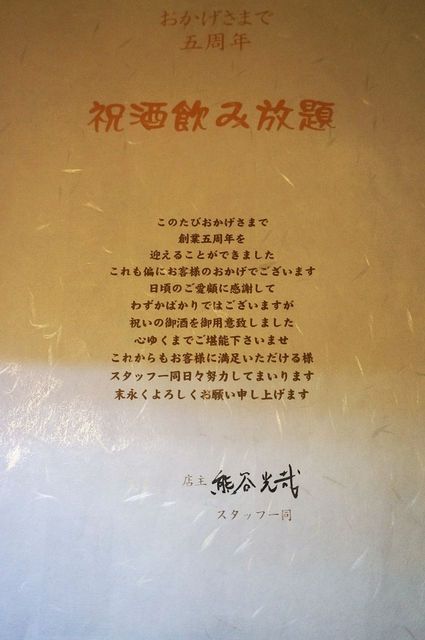 おかげさまで
五周年
祝酒飲み放題
このたびおかげさまで
創業五周年を
迎えることができました
これも偏にお客様のおかげでございます
日頃のご愛顧に感謝して
わずかばかりではございますが
祝いの御酒を御用意致しました
心ゆくまでご堪能下さいませ
これからもお客様に満足いただける様
スタッフ一同日々努力してまいります
末永くよろしくお願い申し上げます
店主 熊谷光哉
スタッフ一同